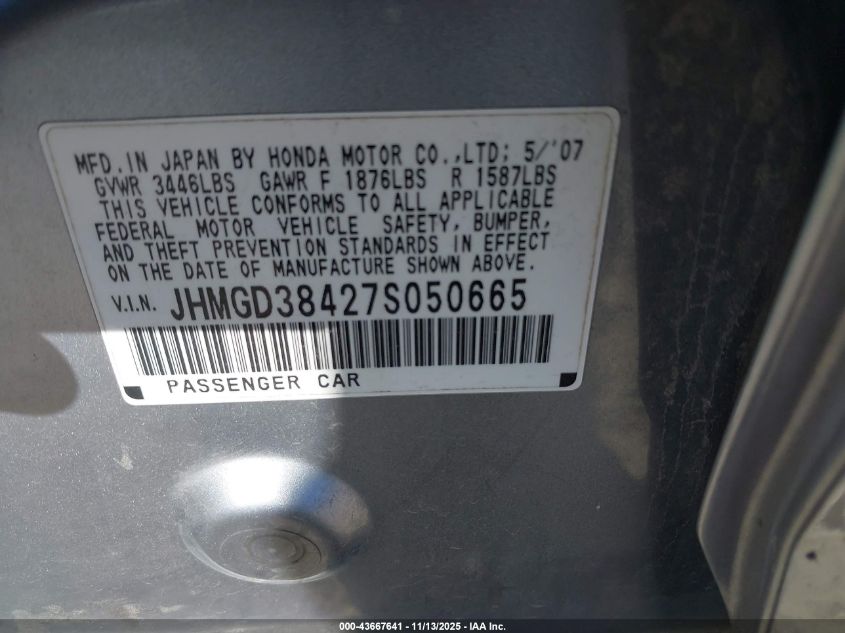 MFD. IN JAPAN BY HONDA MOTOR CO.,LTD; 5/'07
GVWR 3446LBS GAWR F 1876LBS R 1587LBS
THIS VEHICLE CONFORMS TO ALL APPLICABLE
FEDERAL MOTOR VEHICLE SAFETY, BUMPER,
AND THEFT PREVENTION STANDARDS IN EFFECT
ON THE DATE OF MANUFACTURE SHOWN ABOVE.
V.I.N. JHMGD38427S050665
PASSENGER CAR
000-43667641 - 11/13/2025 - IAA Inc.